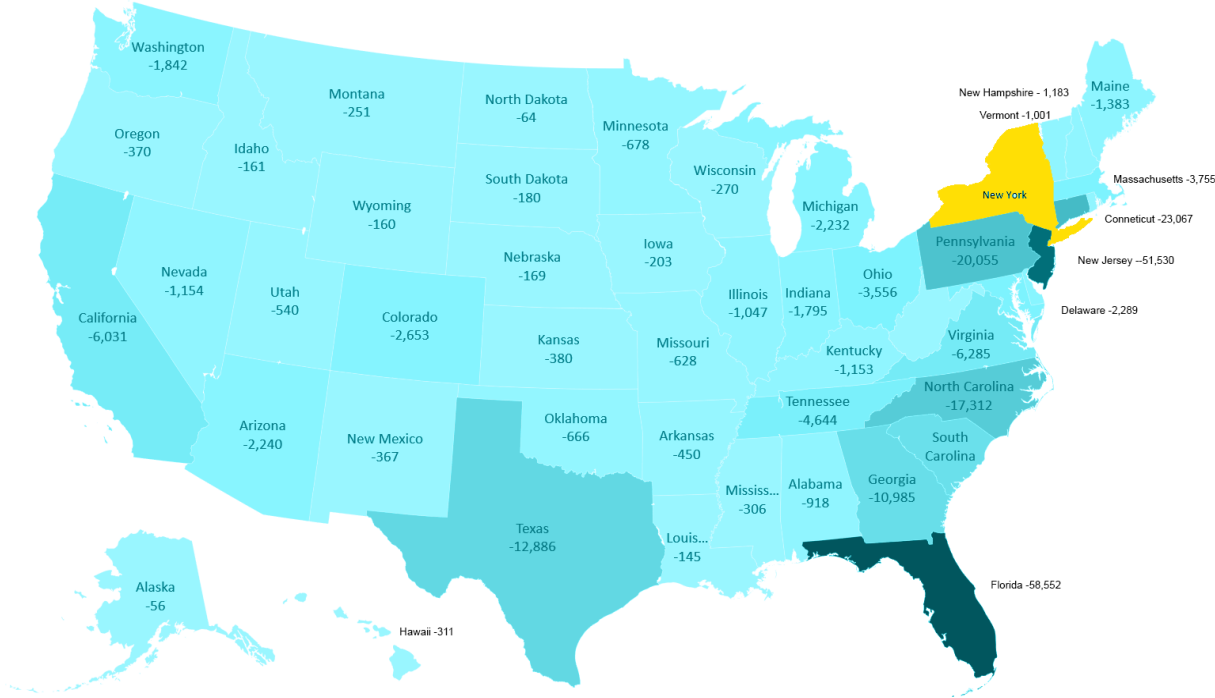 Washington
-1,842
Montana
-251
North Dakota
-64
Minnesota
-678
New Hampshire - 1,183
Vermont -1,001
Maine
-1,383
Oregon
-370
Idaho
-161
South Dakota
-180
Wisconsin
-270
Michigan
-2,232
New York
Massachusetts -3,755
Conneticut -23,067
Wyoming
-160
Iowa
-203
Pennsylvania
-20,055
New Jersey --51,530
Nebraska
-169
Nevada
-1,154
Utah
-540
Ohio
-3,556
Illinois
-1,047
Indiana
-1,795
Delaware -2,289
California
-6,031
Colorado
-2,653
Kansas
-380
Missouri
-628
Kentucky
-1,153
Virginia
-6,285
North Carolina
-17,312
Tennessee
-4,644
Arizona
-2,240
New Mexico
-367
Oklahoma
-666
Arkansas
-450
South
Carolina
Mississ...
-306
Alabama
-918
Georgia
-10,985
Texas
-12,886
Louis...
-145
Florida -58,552
Alaska
-56
Hawaii -311